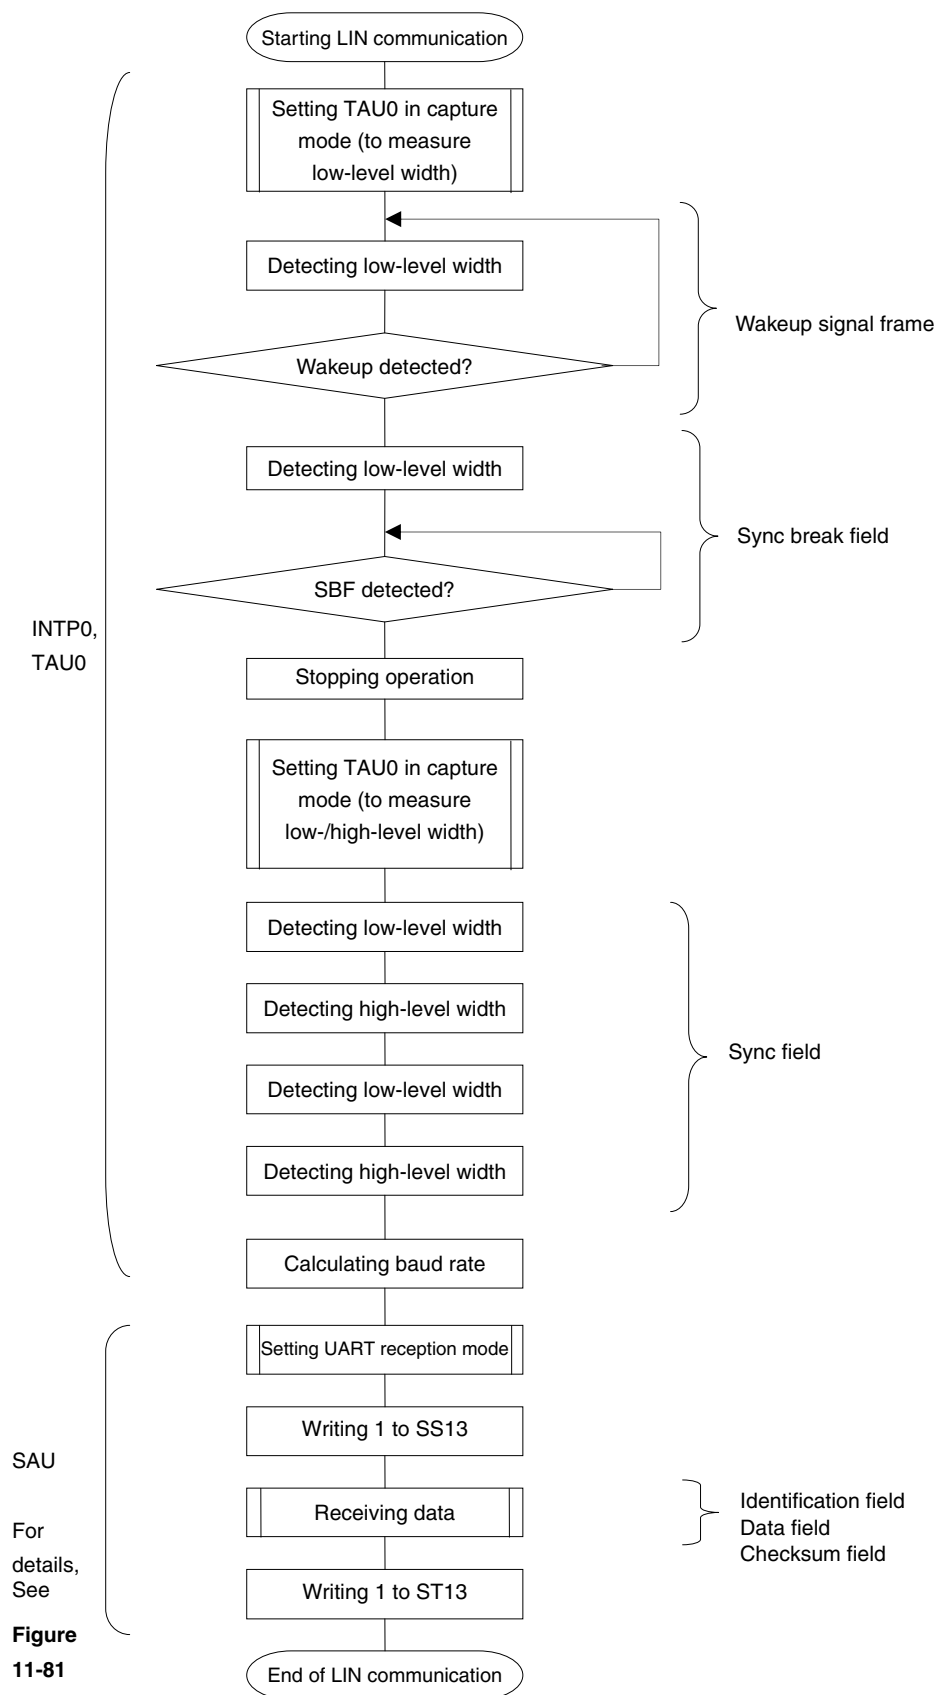 Starting LIN communication
Setting TAU0 in capture
mode (to measure
low-level width)
Detecting low-level width
Wakeup detected?
Wakeup signal frame
Detecting low-level width
SBF detected?
Sync break field
INTP0,
TAU0
Stopping operation
Setting TAU0 in capture
mode (to measure
low-/high-level width)
Detecting low-level width
Detecting high-level width
Detecting low-level width
Detecting high-level width
Sync field
Calculating baud rate
Setting UART reception mode
Writing 1 to SS13
Receiving data
Identification field
Data field
Checksum field
Writing 1 to ST13
SAU
For
details,
See
Figure
11-81
End of LIN communication